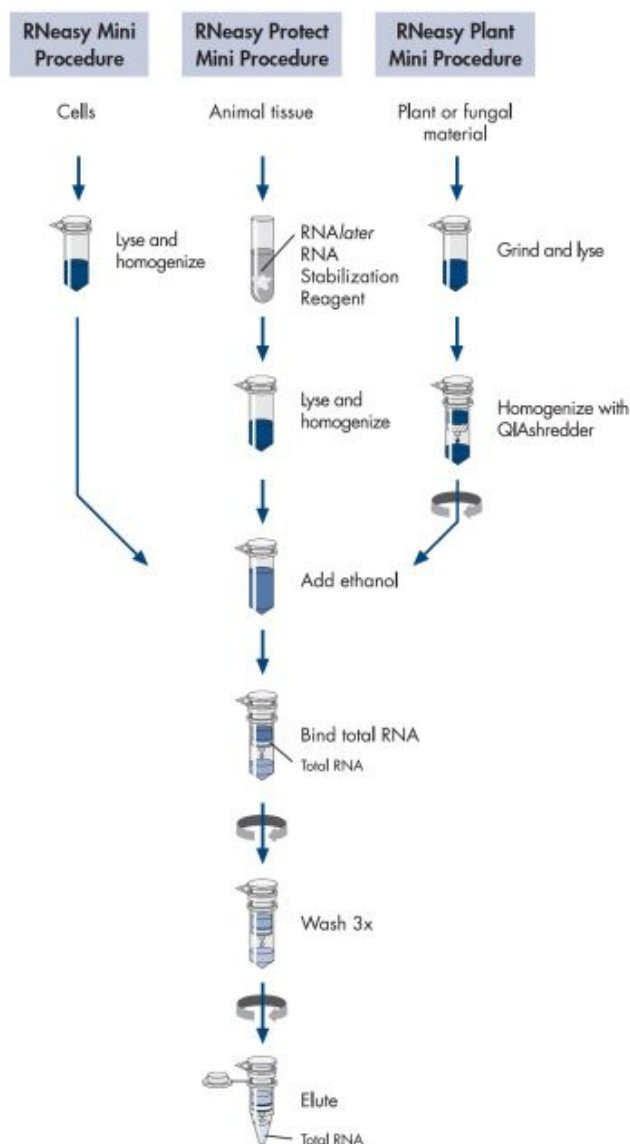 RNeasy Mini
Procedure
RNeasy Protect
Mini Procedure
RNeasy Plant
Mini Procedure
Cells
Animal tissue
Plant or fungal
material
Lyse and
homogenize
RNAlater
RNA
Stabilization
Reagent
Grind and lyse
Lyse and
homogenize
Homogenize with
QIAshredder
Add ethanol
Bind total RNA
Total RNA
Wash 3x
Elute
Total RNA